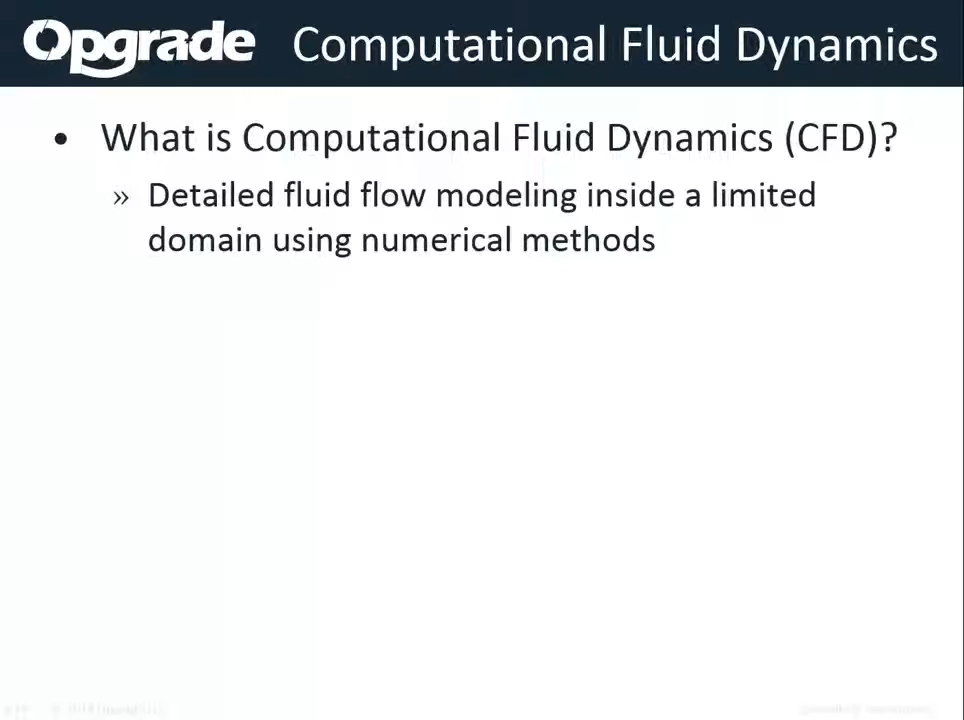 Opgrade Computational Fluid Dynamics
• What is Computational Fluid Dynamics (CFD)?
» Detailed fluid flow modeling inside a limited
domain using numerical methods